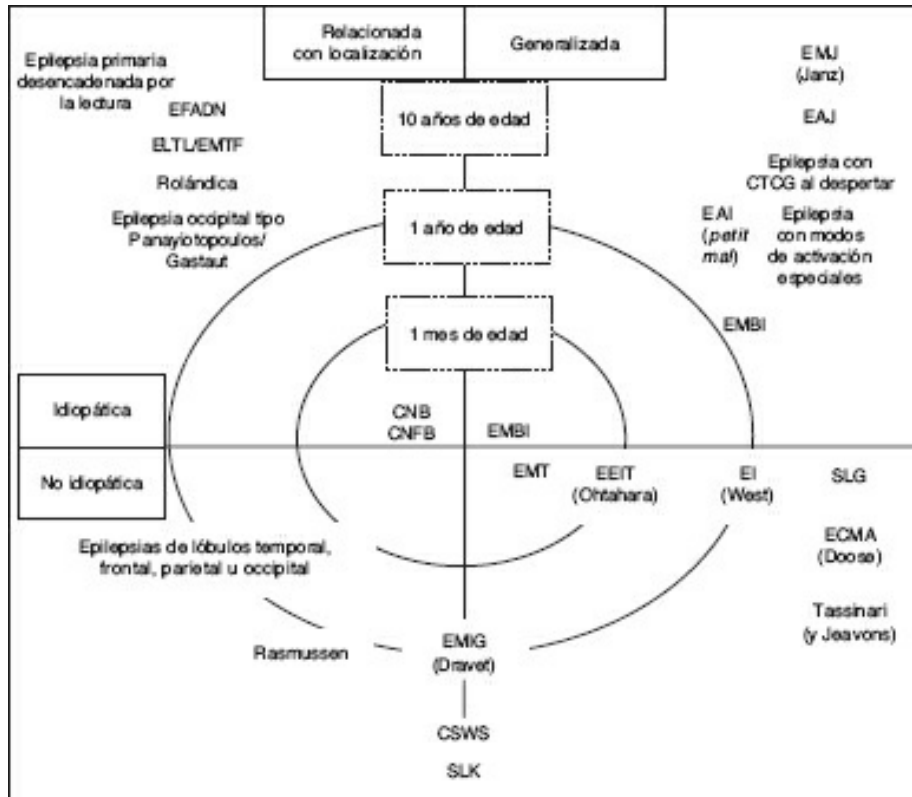 Relacionada
con localización
Generalizada
Epilepsia primaria
desencadenada por
la lectura
EFADN
ELTL/EMTF
Rolándica
Epilepsia occipital tipo
Panayiotopoulos/
Gastaut
10 años de edad
1 año de edad
1 mes de edad
EMJ
(Janz)
EAJ
Epilepsia con
CTCG al despertar
EAI
(petit
mal)
Epilepsia
con modos
de activación
especiales
EMBI
Idiopática
No idiopática
CNB
CNFB
EMBI
EMT
EEIT
(Ohtahara)
EI
(West)
SLG
ECMA
(Doose)
Tassinari
(y Jeavons)
Epilepsias de lóbulos temporal,
frontal, parietal u occipital
Rasmussen
EMIG
(Dravet)
CSWS
SLK